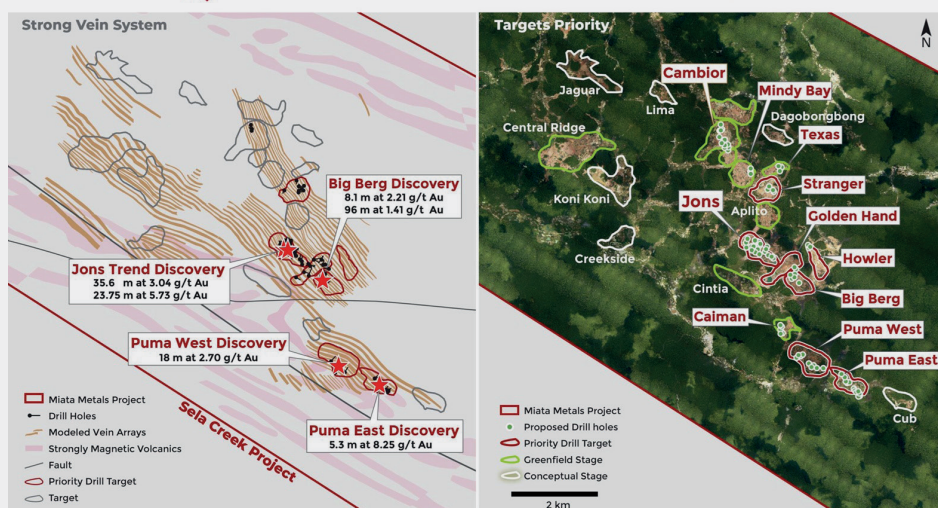 Strong Vein System
Big Berg Discovery
8.1 m at 2.21 g/t Au
96 m at 1.41 g/t Au
Jons Trend Discovery
35.6 m at 3.04 g/t Au
23.75 m at 5.73 g/t Au
Puma West Discovery
18 m at 2.70 g/t Au
Puma East Discovery
5.3 m at 8.25 g/t Au
Sela Creek Project
Miata Metals Project
Drill Holes
Modeled Vein Arrays
Strongly Magnetic Volcanics
Fault
Priority Drill Target
Target
Targets Priority
N
Jaguar
Lima
Cambior
Mindy Bay
Dagobongbong
Central Ridge
Texas
Koni Koni
Stranger
Jons
Aplito
Golden Hand
Creekside
Howler
Cintia
Big Berg
Caiman
Puma West
Puma East
Cub
Miata Metals Project
Proposed Drill holes
Priority Drill Target
Greenfield Stage
Conceptual Stage
2 km